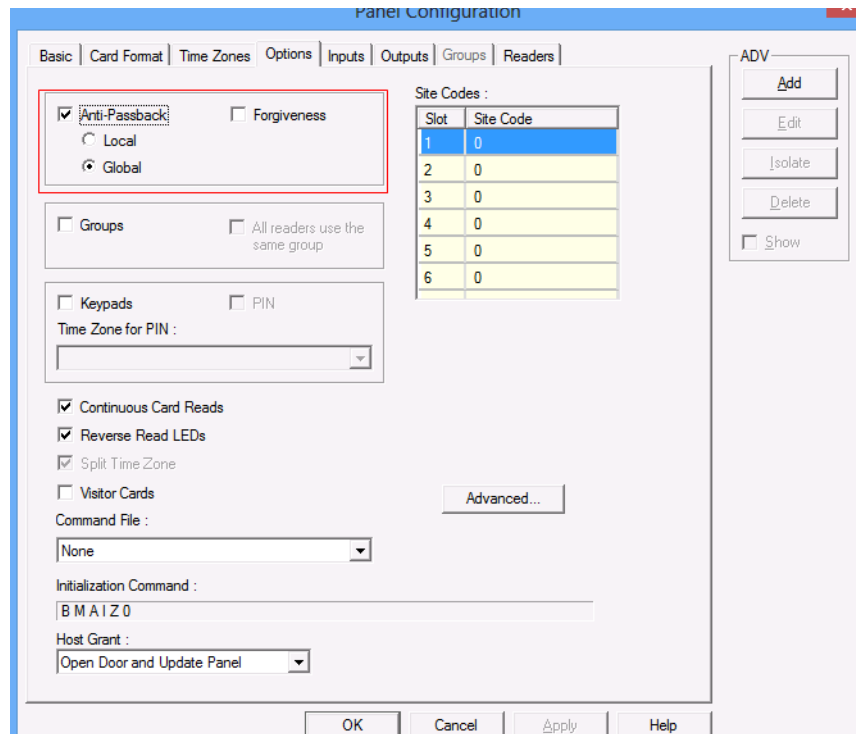 Panel Configuration
Basic Card Format Time Zones Options Inputs Outputs Groups Readers
Anti-Passback Forgiveness
Local
Global
Groups All readers use the
same group
Keypads PIN
Time Zone for PIN :
Continuous Card Reads
Reverse Read LEDs
Split Time Zone
Visitor Cards
Command File :
None
Initialization Command :
B M A I Z 0
Host Grant :
Open Door and Update Panel
Site Codes :
Slot Site Code
1 0
2 0
3 0
4 0
5 0
6 0
Advanced...
ADV
Add
Edit
Isolate
Delete
Show
OK Cancel Apply Help